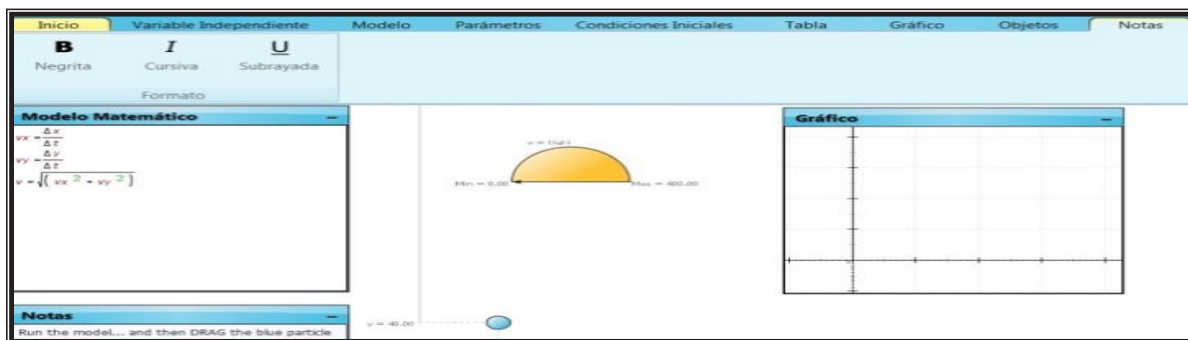 Inicio Variable Independiente Modelo Parámetros Condiciones Iniciales Tabla Gráfico Objetos Notas
B I U
Negrita Cursiva Subrayada
Formato
Modelo Matemático
vx = Δx
Δt
vy = Δy
Δt
v = √( vx 2 + vy 2 )
Min = 0.00 Max = 400.00
Gráfico
Notas
Run the model... and then DRAG the blue particle
y = 40.00